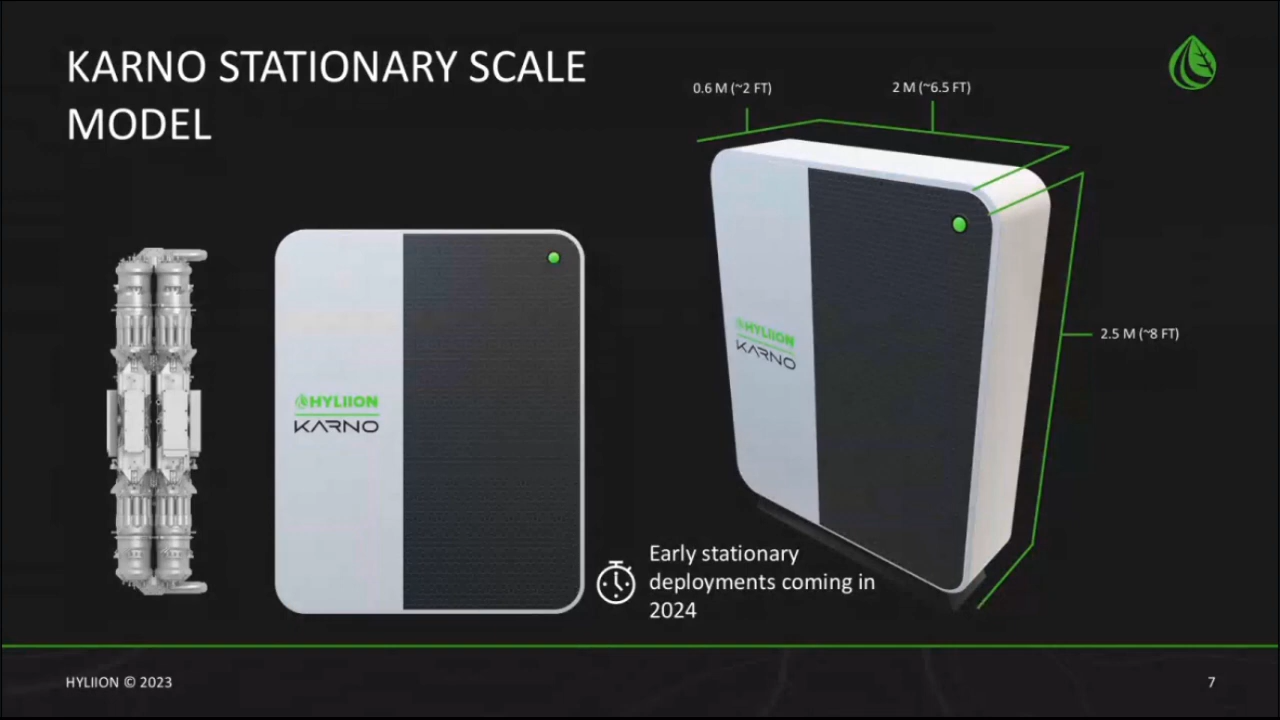 KARNO STATIONARY SCALE
MODEL
0.6 M (~2 FT)
2 M (~6.5 FT)
2.5 M (~8 FT)
HYLIION
KARNO
HYLIION
KARNO
Early stationary
deployments coming in
2024
HYLIION © 2023
7